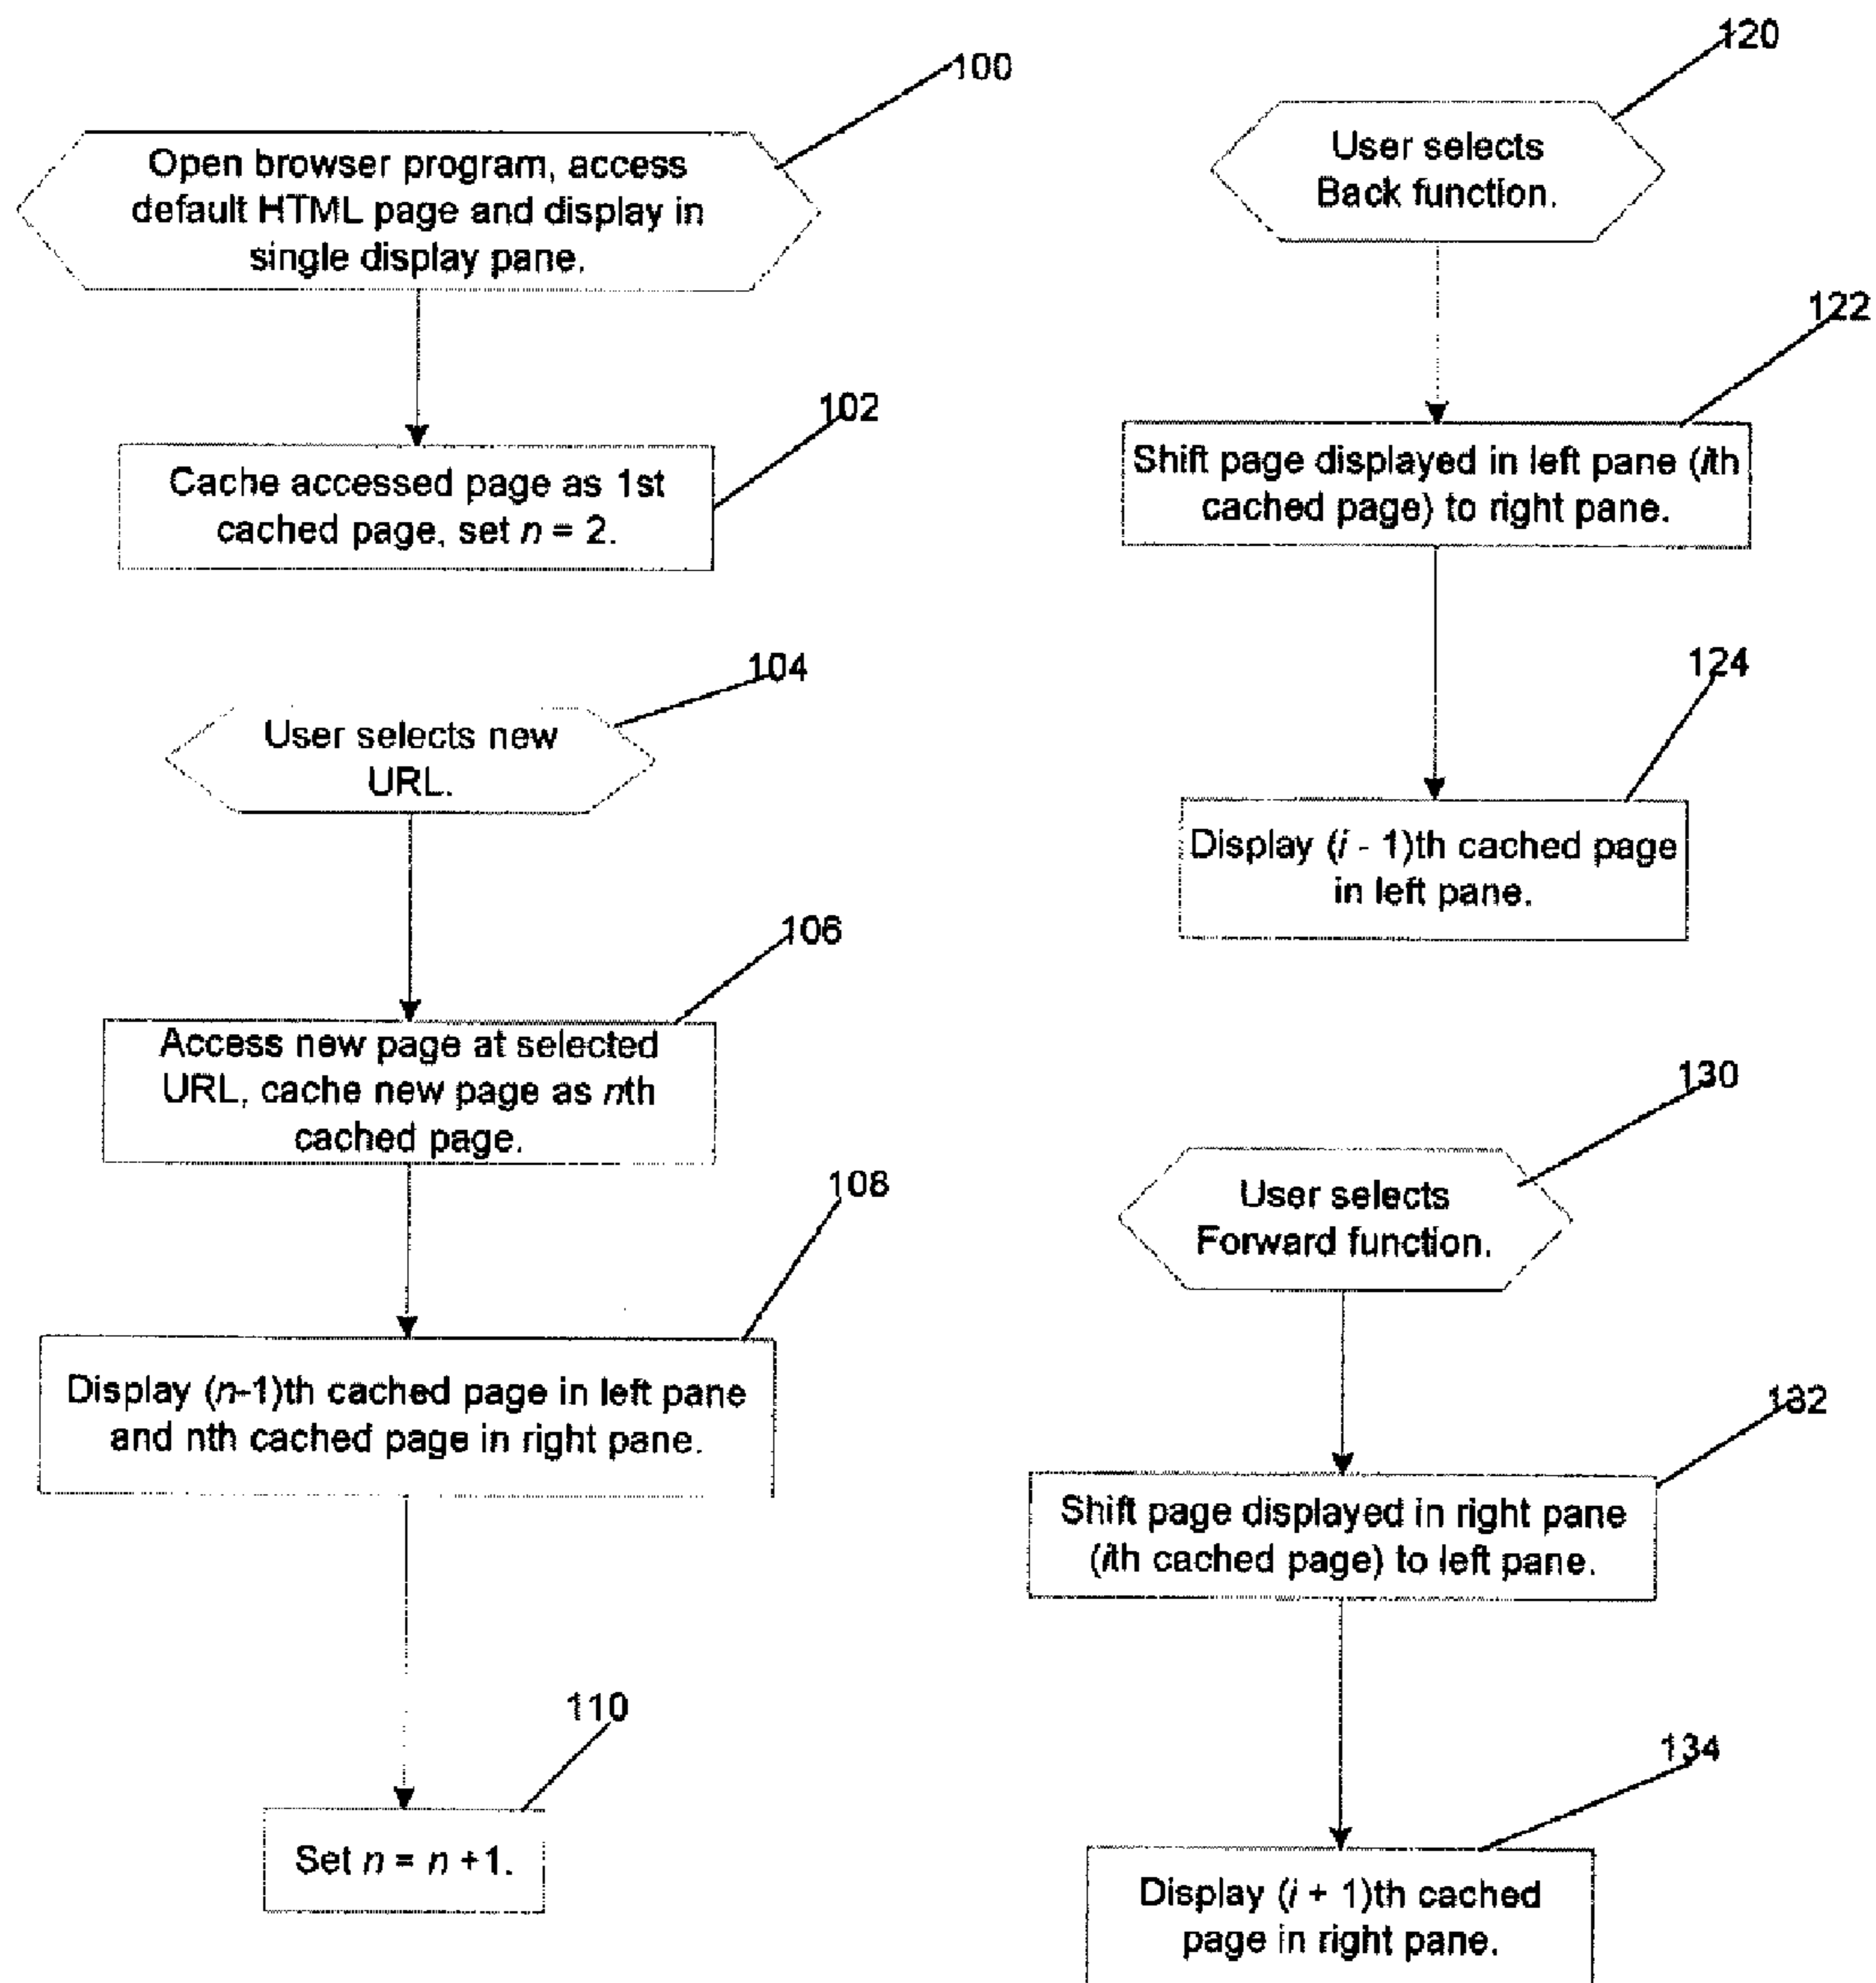 100
Open browser program, access
default HTML page and display in
single display pane.
102
Cache accessed page as 1st
cached page, set n = 2.
104
User selects new
URL.
106
Access new page at selected
URL, cache new page as nth
cached page.
108
Display (n-1)th cached page in left pane
and nth cached page in right pane.
110
Set n = n +1.
120
User selects
Back function.
122
Shift page displayed in left pane (ith
cached page) to right pane.
124
Display (i - 1)th cached page
in left pane.
130
User selects
Forward function.
132
Shift page displayed in right pane
(ith cached page) to left pane.
134
Display (i + 1)th cached
page in right pane.